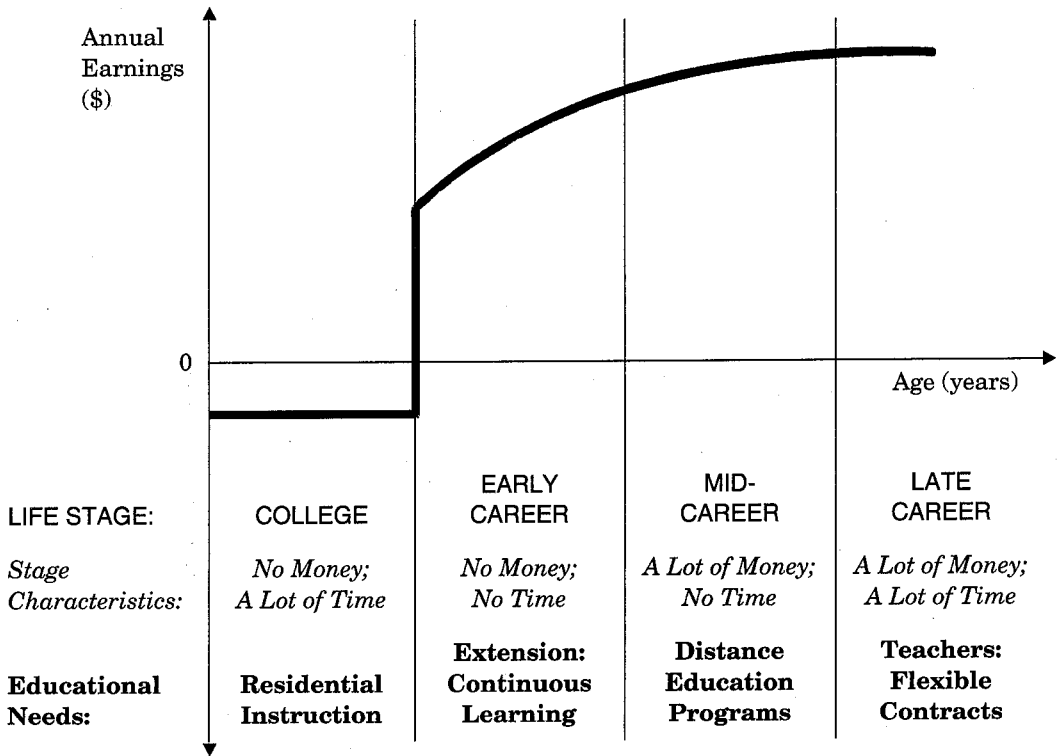 Annual
Earnings
($)
0
Age (years)
LIFE STAGE:
COLLEGE
EARLY
CAREER
MID-
CAREER
LATE
CAREER
Stage
Characteristics:
No Money;
A Lot of Time
No Money;
No Time
A Lot of Money;
No Time
A Lot of Money;
A Lot of Time
Educational
Needs:
Residential
Instruction
Extension:
Continuous
Learning
Distance
Education
Programs
Teachers:
Flexible
Contracts